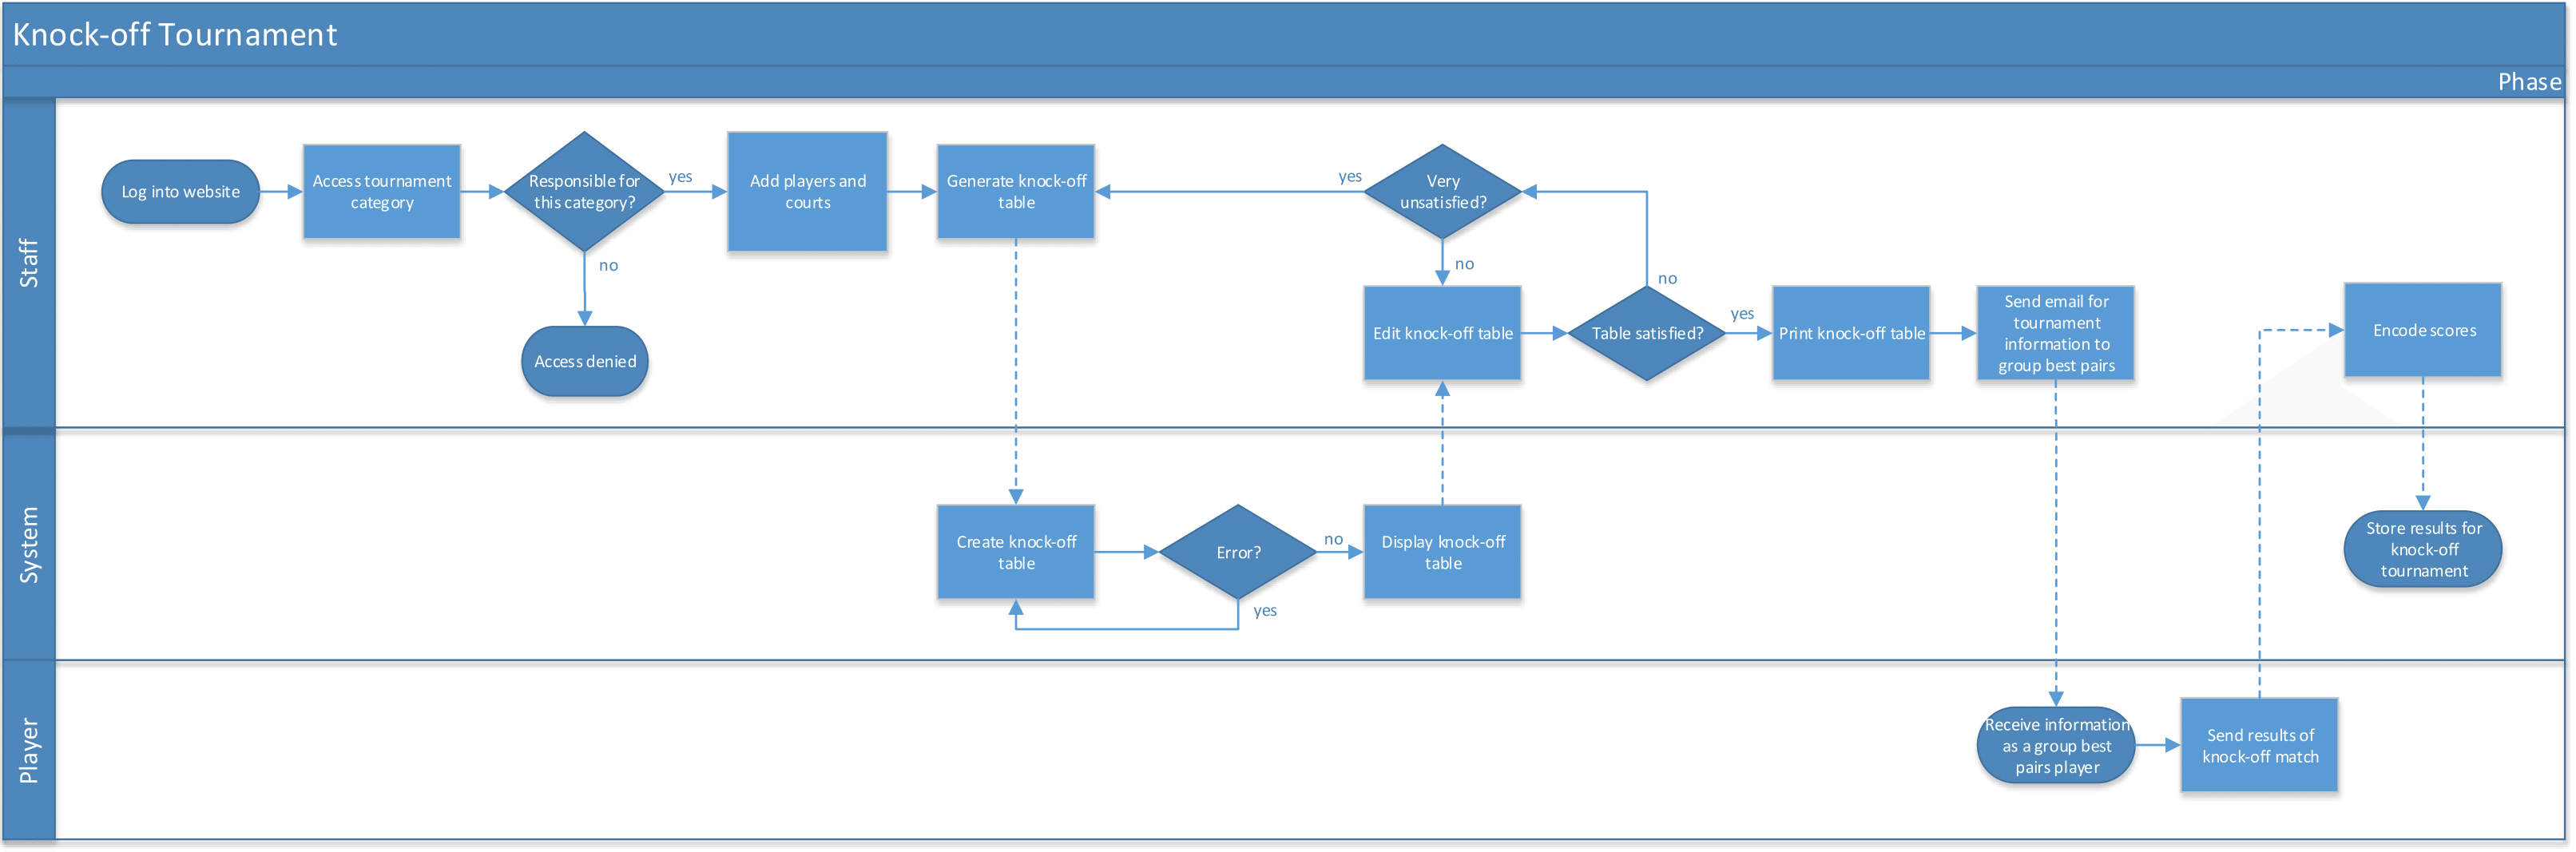 Knock-off Tournament
Phase
Staff
Log into website
Access tournament
category
Responsible for
this category?
yes
no
Access denied
Add players and
courts
Generate knock-off
table
yes
Very
unsatisfied?
no
Edit knock-off table
Table satisfied?
no
yes
Print knock-off table
Send email for
tournament
information to
group best pairs
Encode scores
System
Create knock-off
table
Error?
no
yes
Display knock-off
table
Store results for
knock-off
tournament
Player
Receive information
as a group best
pairs player
Send results of
knock-off match